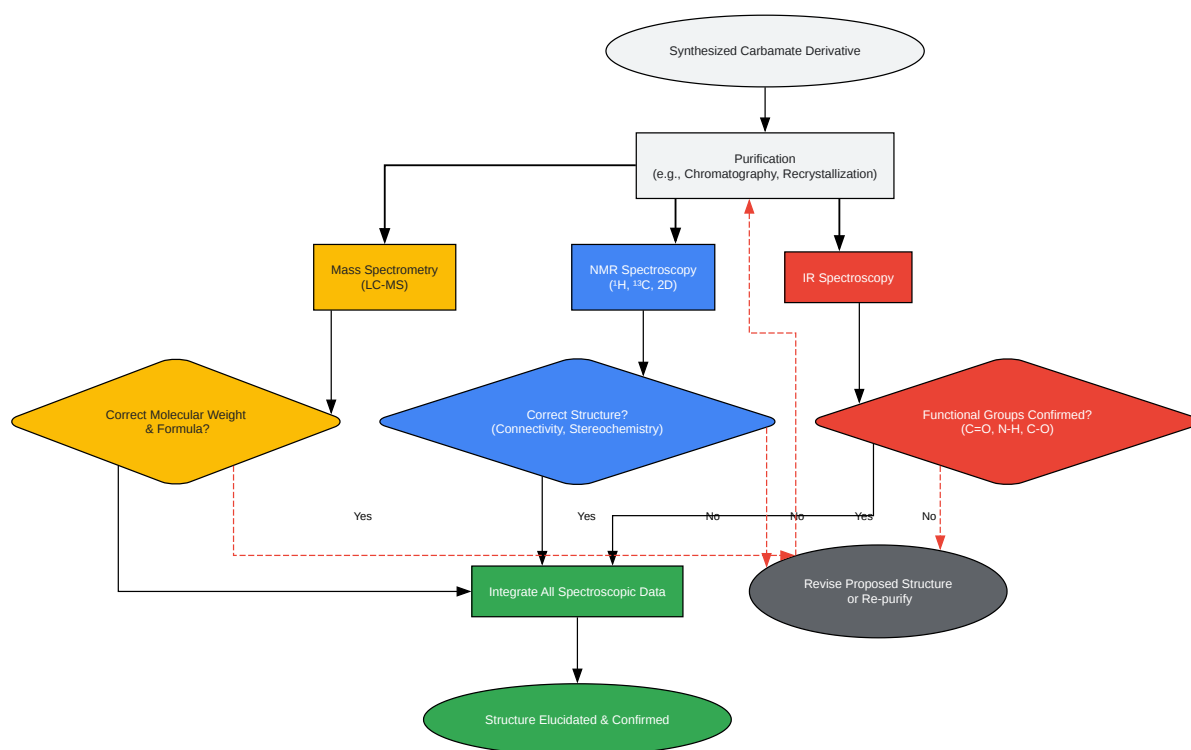 Synthesized Carbamate Derivative
Purification
(e.g., Chromatography, Recrystallization)
Mass Spectrometry
(LC-MS)
NMR Spectroscopy
(¹H, ¹³C, 2D)
IR Spectroscopy
Correct Molecular Weight
& Formula?
Correct Structure?
(Connectivity, Stereochemistry)
Functional Groups Confirmed?
(C=O, N-H, C-O)
Yes
Yes
No
No
Yes
No
Integrate All Spectroscopic Data
Revise Proposed Structure
or Re-purify
Structure Elucidated & Confirmed